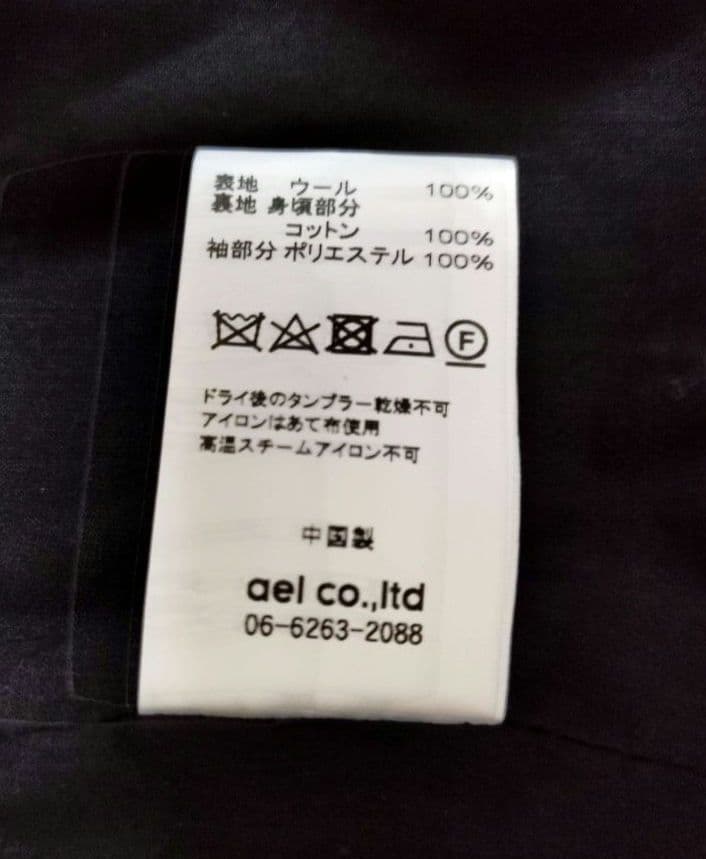 表地 ウール 100%
裏地 身頃部分
コットン 100%
袖部分 ポリエステル 100%
F
ドライ後のタンブラー乾燥不可
アイロンはあて布使用
高温スチームアイロン不可
中国製
ael co.,ltd
06-6263-2088